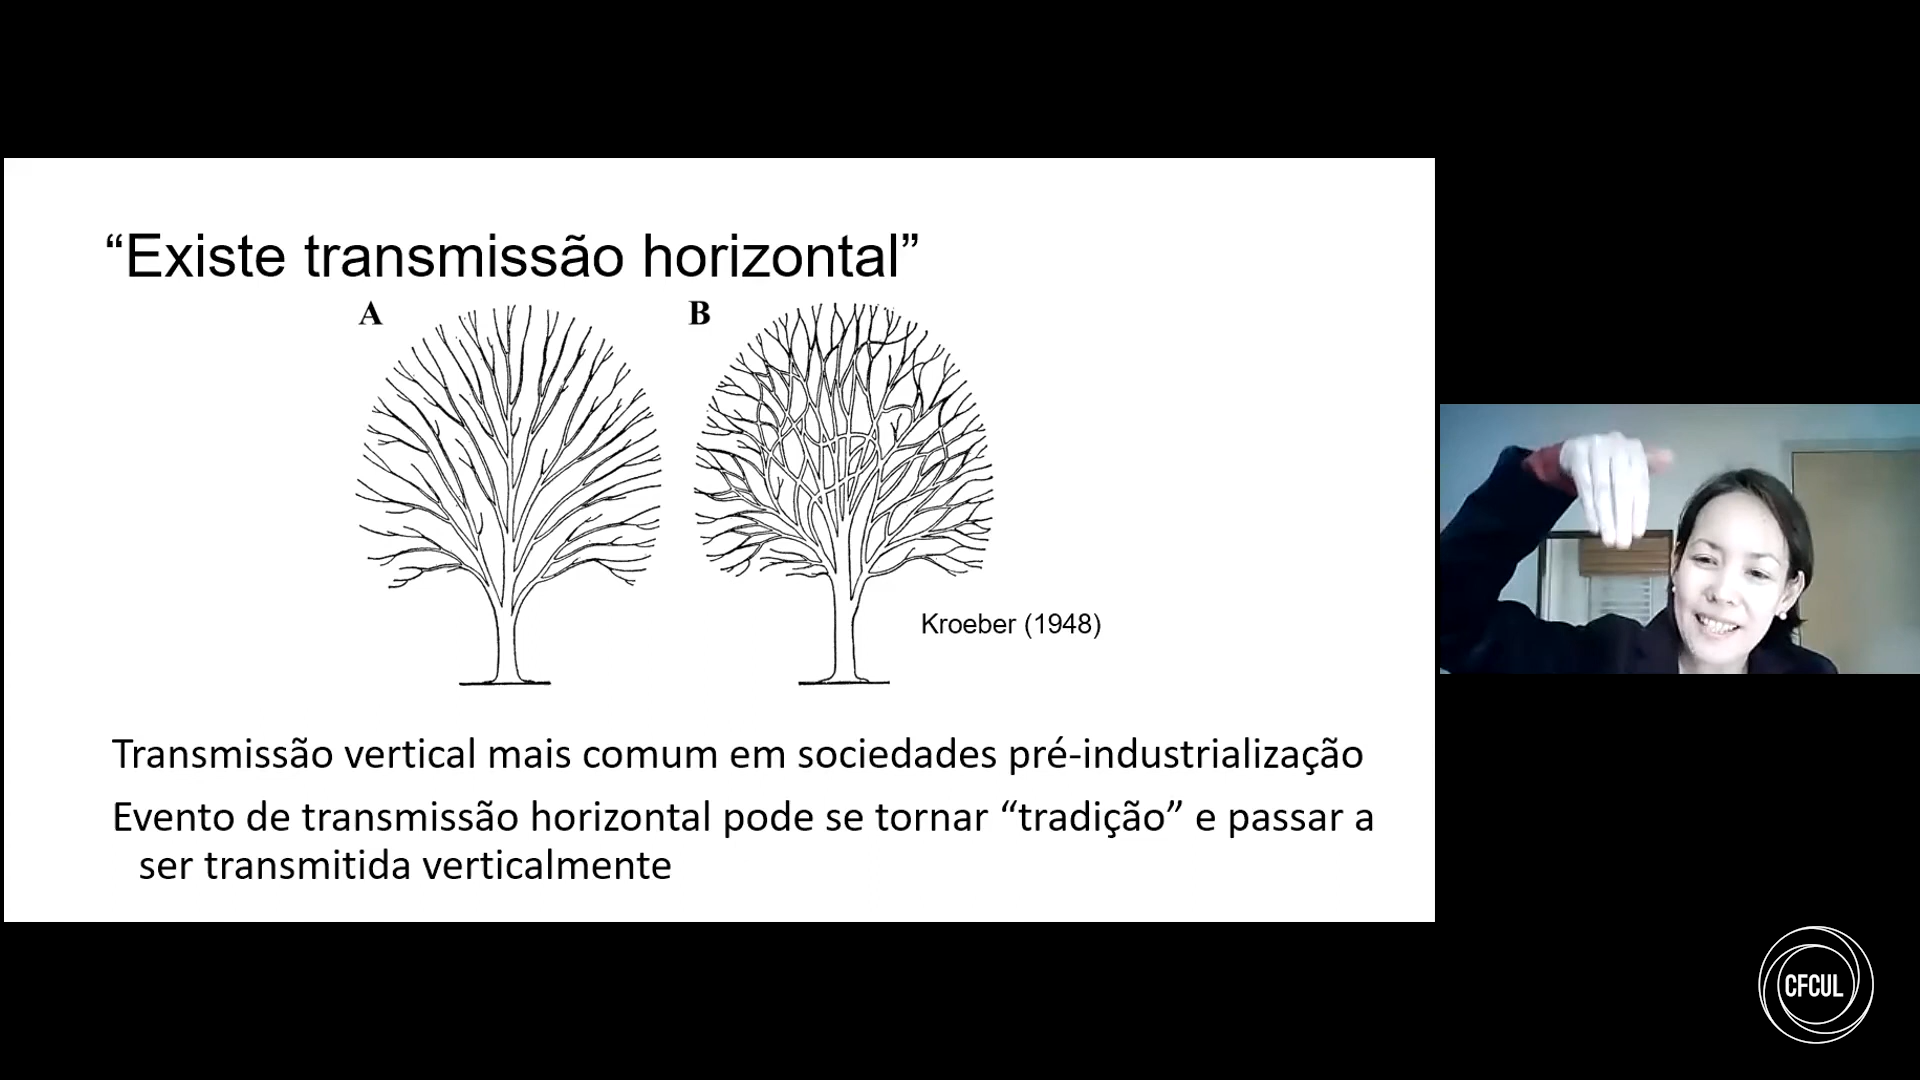 “Existe transmissão horizontal”
A
B
Kroeber (1948)
Transmissão vertical mais comum em sociedades pré-industrialização
Evento de transmissão horizontal pode se tornar “tradição” e passar a
ser transmitida verticalmente
CFCUL